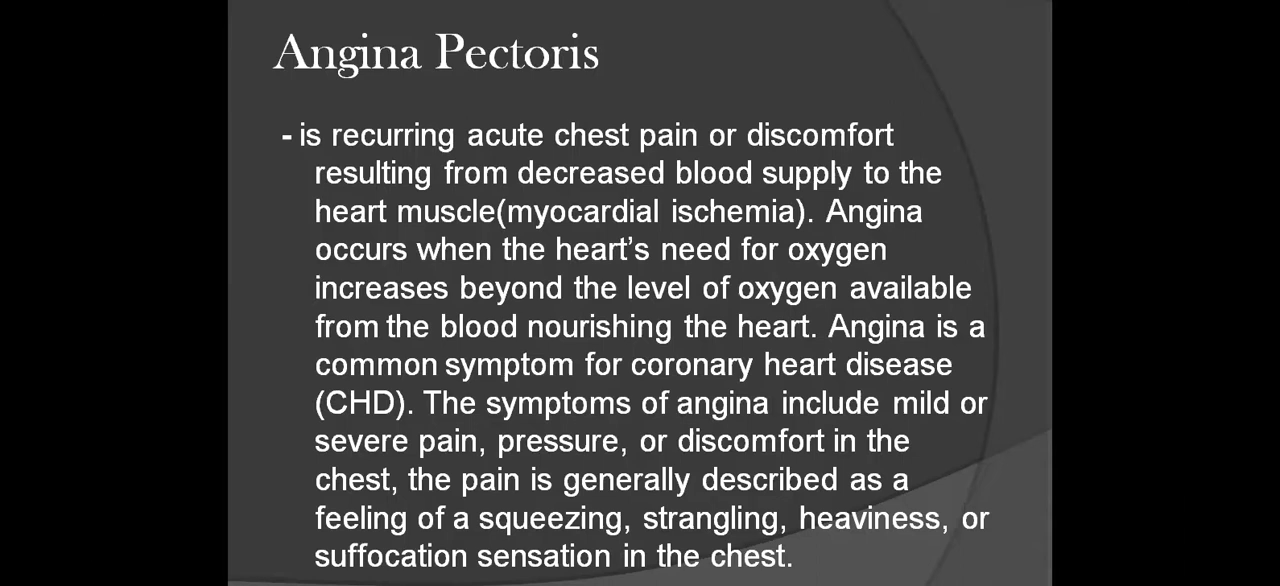 Angina Pectoris
- is recurring acute chest pain or discomfort
resulting from decreased blood supply to the
heart muscle(myocardial ischemia). Angina
occurs when the heart’s need for oxygen
increases beyond the level of oxygen available
from the blood nourishing the heart. Angina is a
common symptom for coronary heart disease
(CHD). The symptoms of angina include mild or
severe pain, pressure, or discomfort in the
chest, the pain is generally described as a
feeling of a squeezing, strangling, heaviness, or
suffocation sensation in the chest.